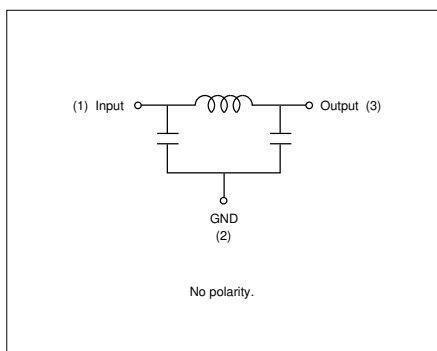 (1) Input Output (3)
GND
(2)
No polarity.